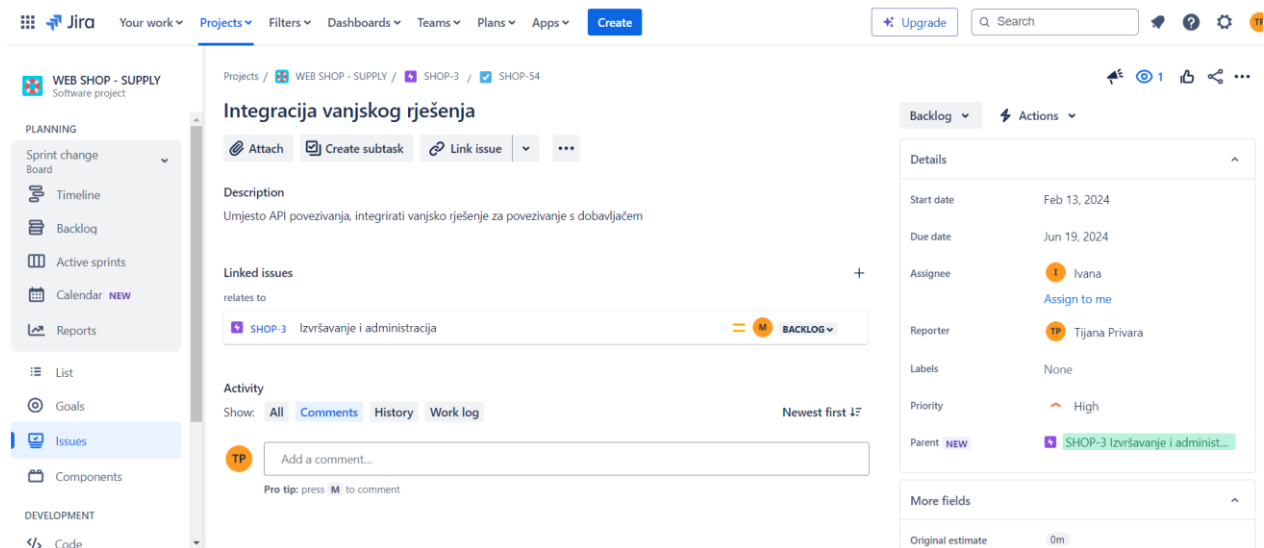 Jira Your work Projects Filters Dashboards Teams Plans Apps Create Upgrade Search TP
WEB SHOP - SUPPLY
Software project
PLANNING
Sprint change
Board
Timeline
Backlog
Active sprints
Calendar NEW
Reports
List
Goals
Issues
Components
DEVELOPMENT
Code
Projects / WEB SHOP - SUPPLY / SHOP-3 / SHOP-54
1
Integracija vanjskog rješenja
Attach Create subtask Link issue
Description
Umjesto API povezivanja, integrirati vanjsko rješenje za povezivanje s dobavljačem
Linked issues
relates to
SHOP-3 Izvršavanje i administracija M BACKLOG
Activity
Show: All Comments History Work log Newest first
TP Add a comment...
Pro tip: press M to comment
Backlog Actions
Details
Start date Feb 13, 2024
Due date Jun 19, 2024
Assignee I Ivana
Assign to me
Reporter TP Tijana Privara
Labels None
Priority High
Parent NEW SHOP-3 Izvršavanje i administ...
More fields
Original estimate 0m